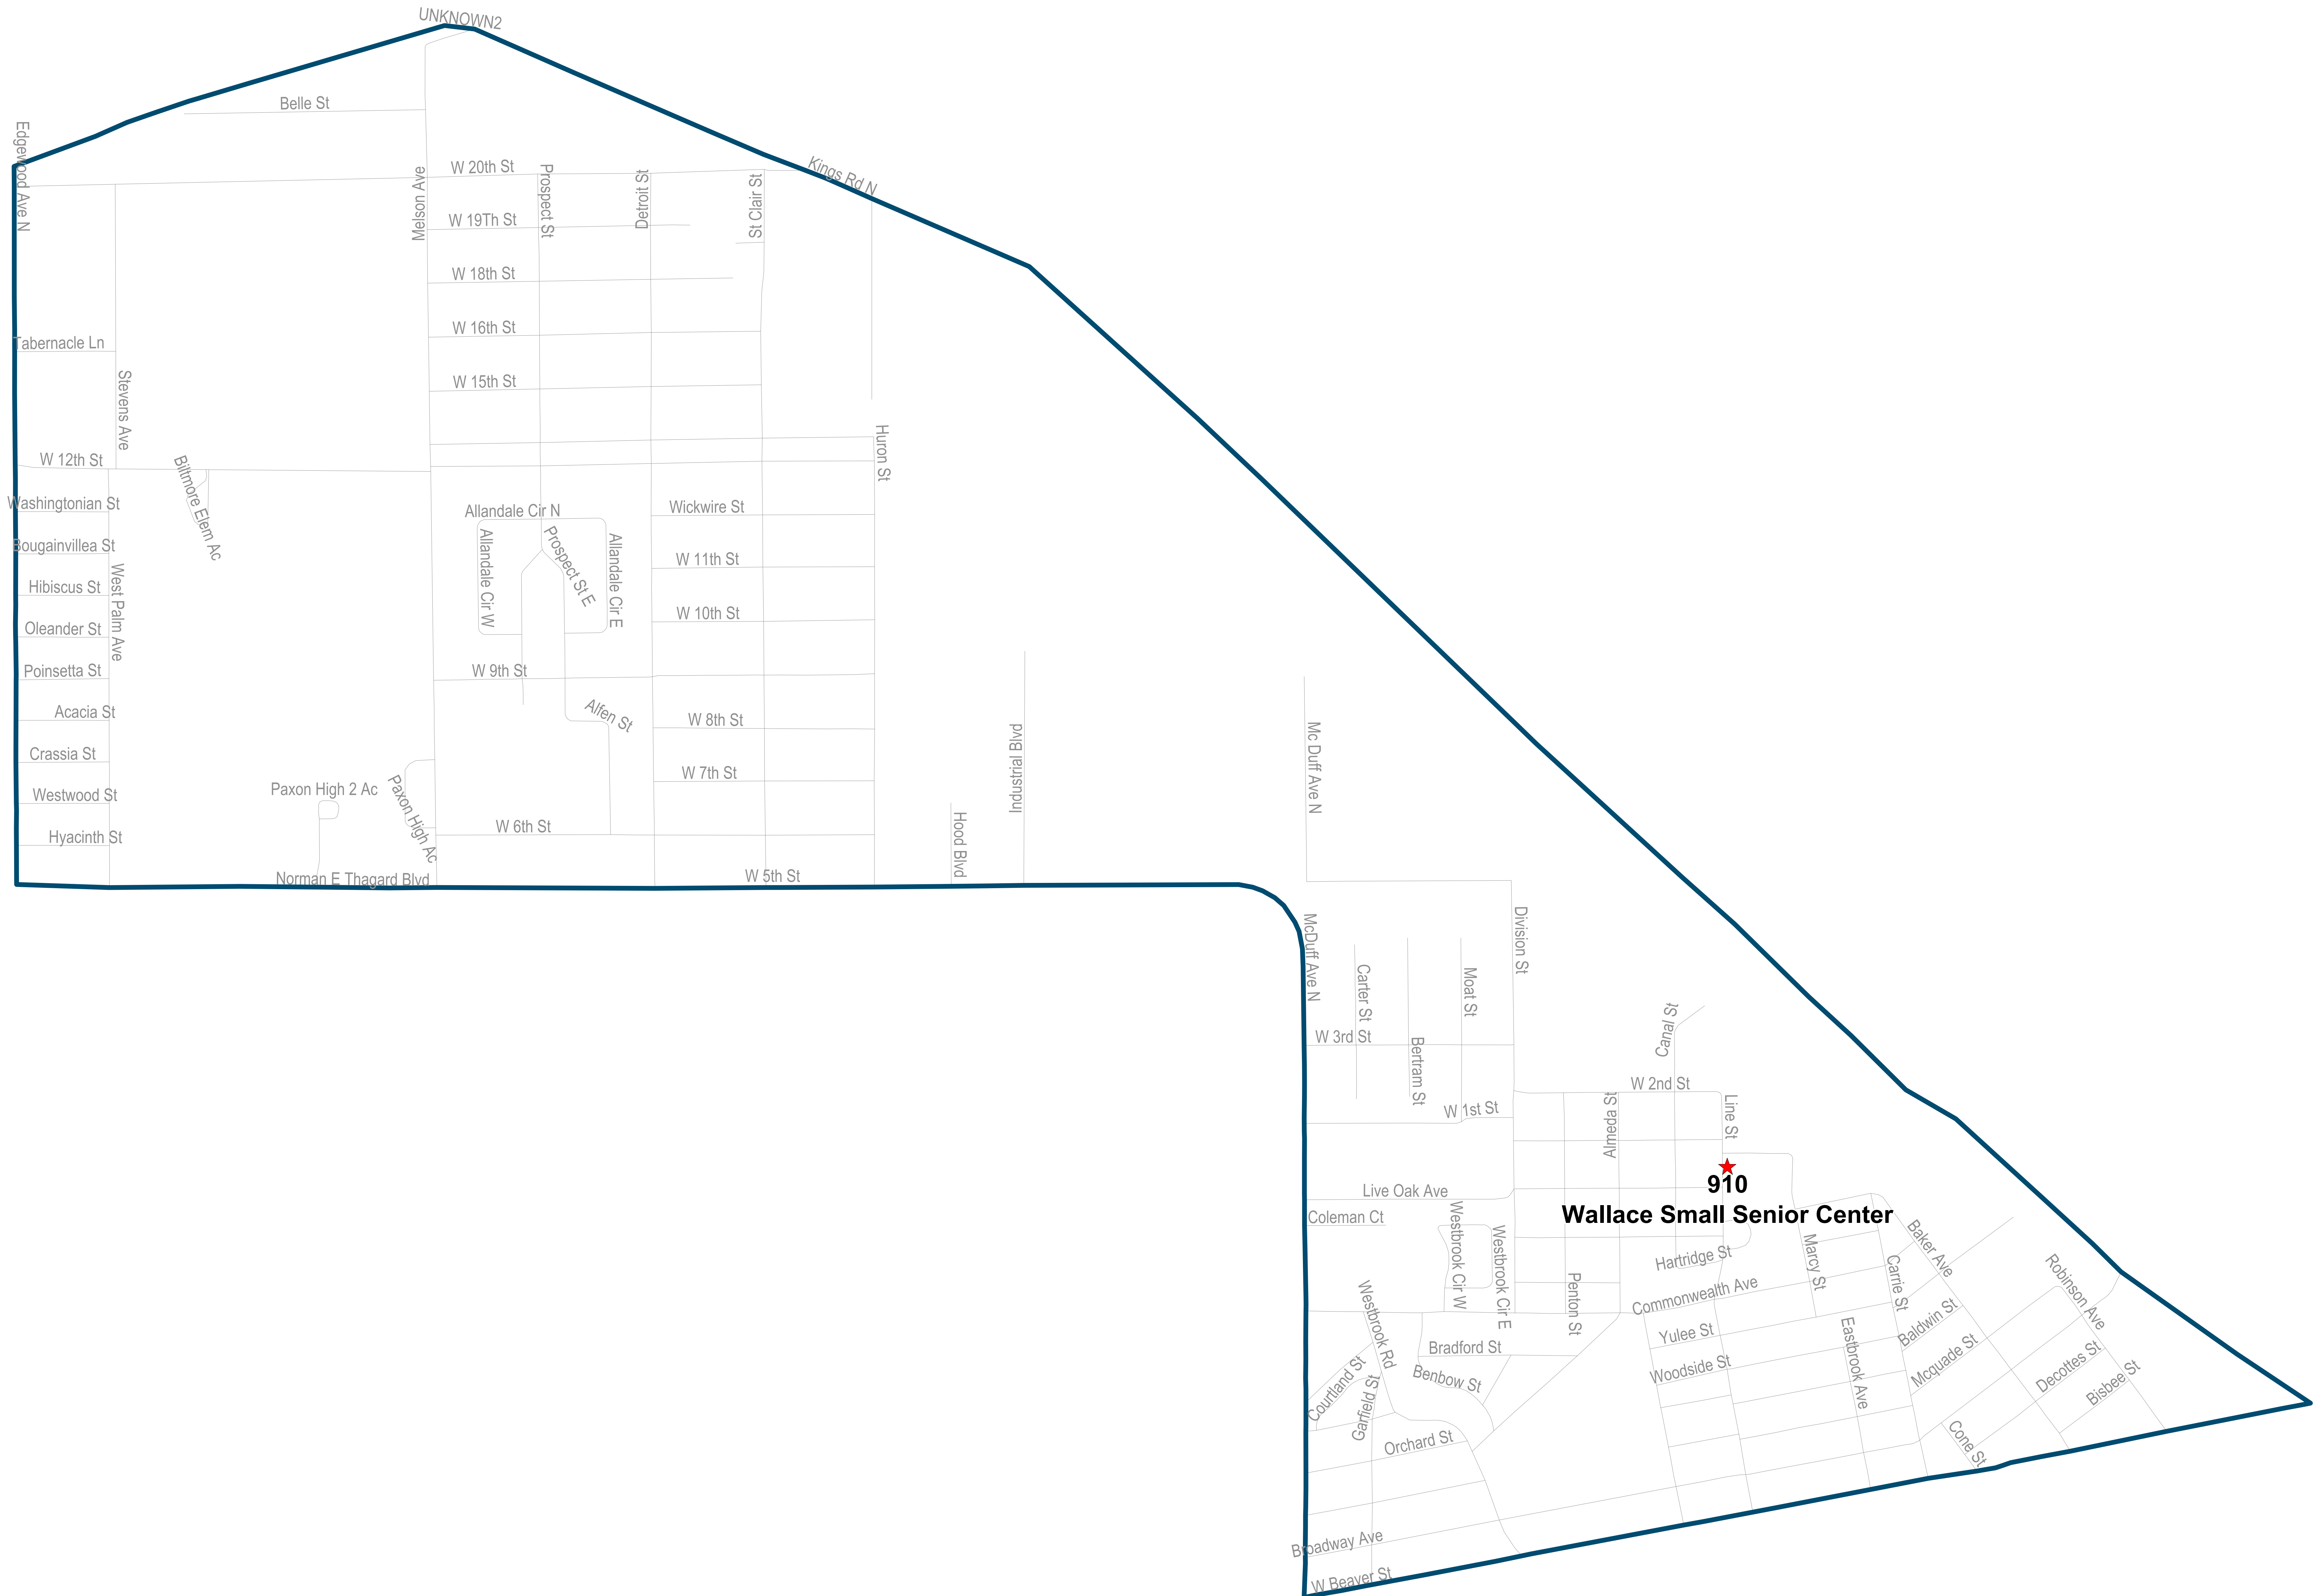 UNKNOWN2
Belle St
Edgewood Ave N
Kings Rd N
W 20th St
Melson Ave
Prospect St
Detroit St
St Clair St
W 19Th St
W 18th St
W 16th St
Tabernacle Ln
Stevens Ave
W 15th St
Huron St
W 12th St
Biltmore Elem Ac
Washingtonian St
Wickwire St
Allandale Cir N
Allandale Cir W
Prospect St E
Allandale Cir E
Bougainvillea St
W 11th St
West Palm Ave
Hibiscus St
W 10th St
Oleander St
Poinsetta St
W 9th St
Acacia St
Alfen St
W 8th St
Industrial Blvd
Mc Duff Ave N
Crassia St
W 7th St
Paxon High 2 Ac
Paxon High Ac
Westwood St
W 6th St
Hyacinth St
Hood Blvd
Norman E Thagard Blvd
W 5th St
McDuff Ave N
Division St
Carter St
Moat St
Canal St
W 3rd St
Bertram St
W 2nd St
W 1st St
Almeda St
Line St
910
Wallace Small Senior Center
Live Oak Ave
Coleman Ct
Westbrook Cir W
Westbrook Cir E
Hartridge St
Marcy St
Baker Ave
Carrie St
Robinson Ave
Penton St
Commonwealth Ave
Westbrook Rd
Yulee St
Baldwin St
Eastbrook Ave
Bradford St
Woodside St
Mcquade St
Decottes St
Benbow St
Bisbee St
Courtland St
Garfield St
Orchard St
Cone St
Broadway Ave
W Beaver St